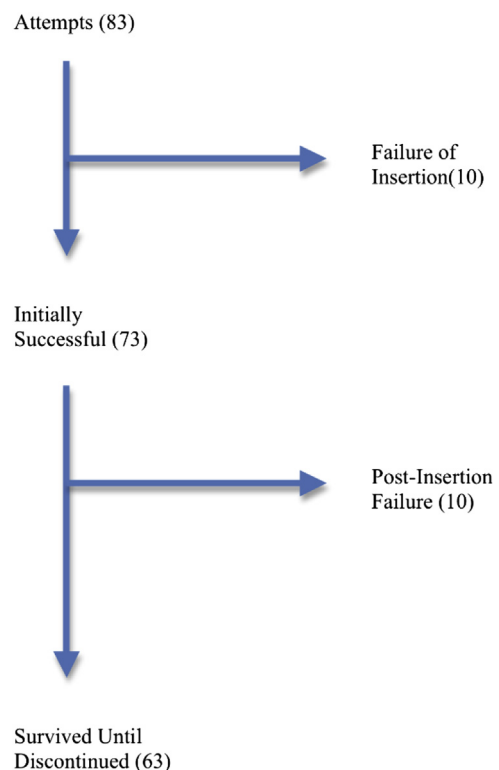 Attempts (83)
Failure of
Insertion(10)
Initially
Successful (73)
Post-Insertion
Failure (10)
Survived Until
Discontinued (63)